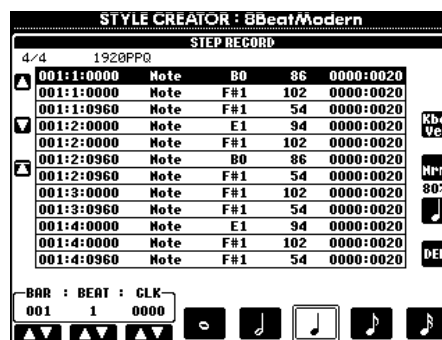 STYLE CREATOR : 8BeatModern
STEP RECORD
4/4 1920PPQ
001:1:0000 Note B0 86 0000:0020
001:1:0000 Note F#1 102 0000:0020
001:1:0960 Note F#1 54 0000:0020
001:2:0000 Note E1 94 0000:0020
001:2:0000 Note F#1 102 0000:0020
001:2:0960 Note B0 86 0000:0020
001:2:0960 Note F#1 54 0000:0020
001:3:0000 Note F#1 102 0000:0020
001:3:0960 Note F#1 54 0000:0020
001:4:0000 Note E1 94 0000:0020
001:4:0000 Note F#1 102 0000:0020
001:4:0960 Note F#1 54 0000:0020
BAR : BEAT : CLK
001 1 0000